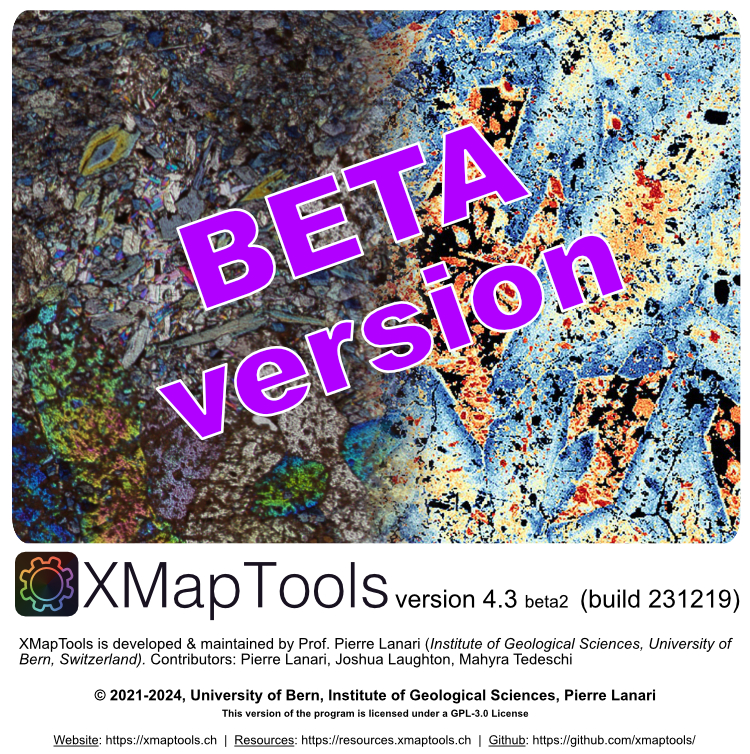 BETA
version
XMapTools version 4.3 beta2 (build 231219)
XMapTools is developed & maintained by Prof. Pierre Lanari (Institute of Geological Sciences, University of
Bern, Switzerland). Contributors: Pierre Lanari, Joshua Laughton, Mahyra Tedeschi
© 2021-2024, University of Bern, Institute of Geological Sciences, Pierre Lanari
This version of the program is licensed under a GPL-3.0 License
Website: https://xmaptools.ch | Resources: https://resources.xmaptools.ch | Github: https://github.com/xmaptools/